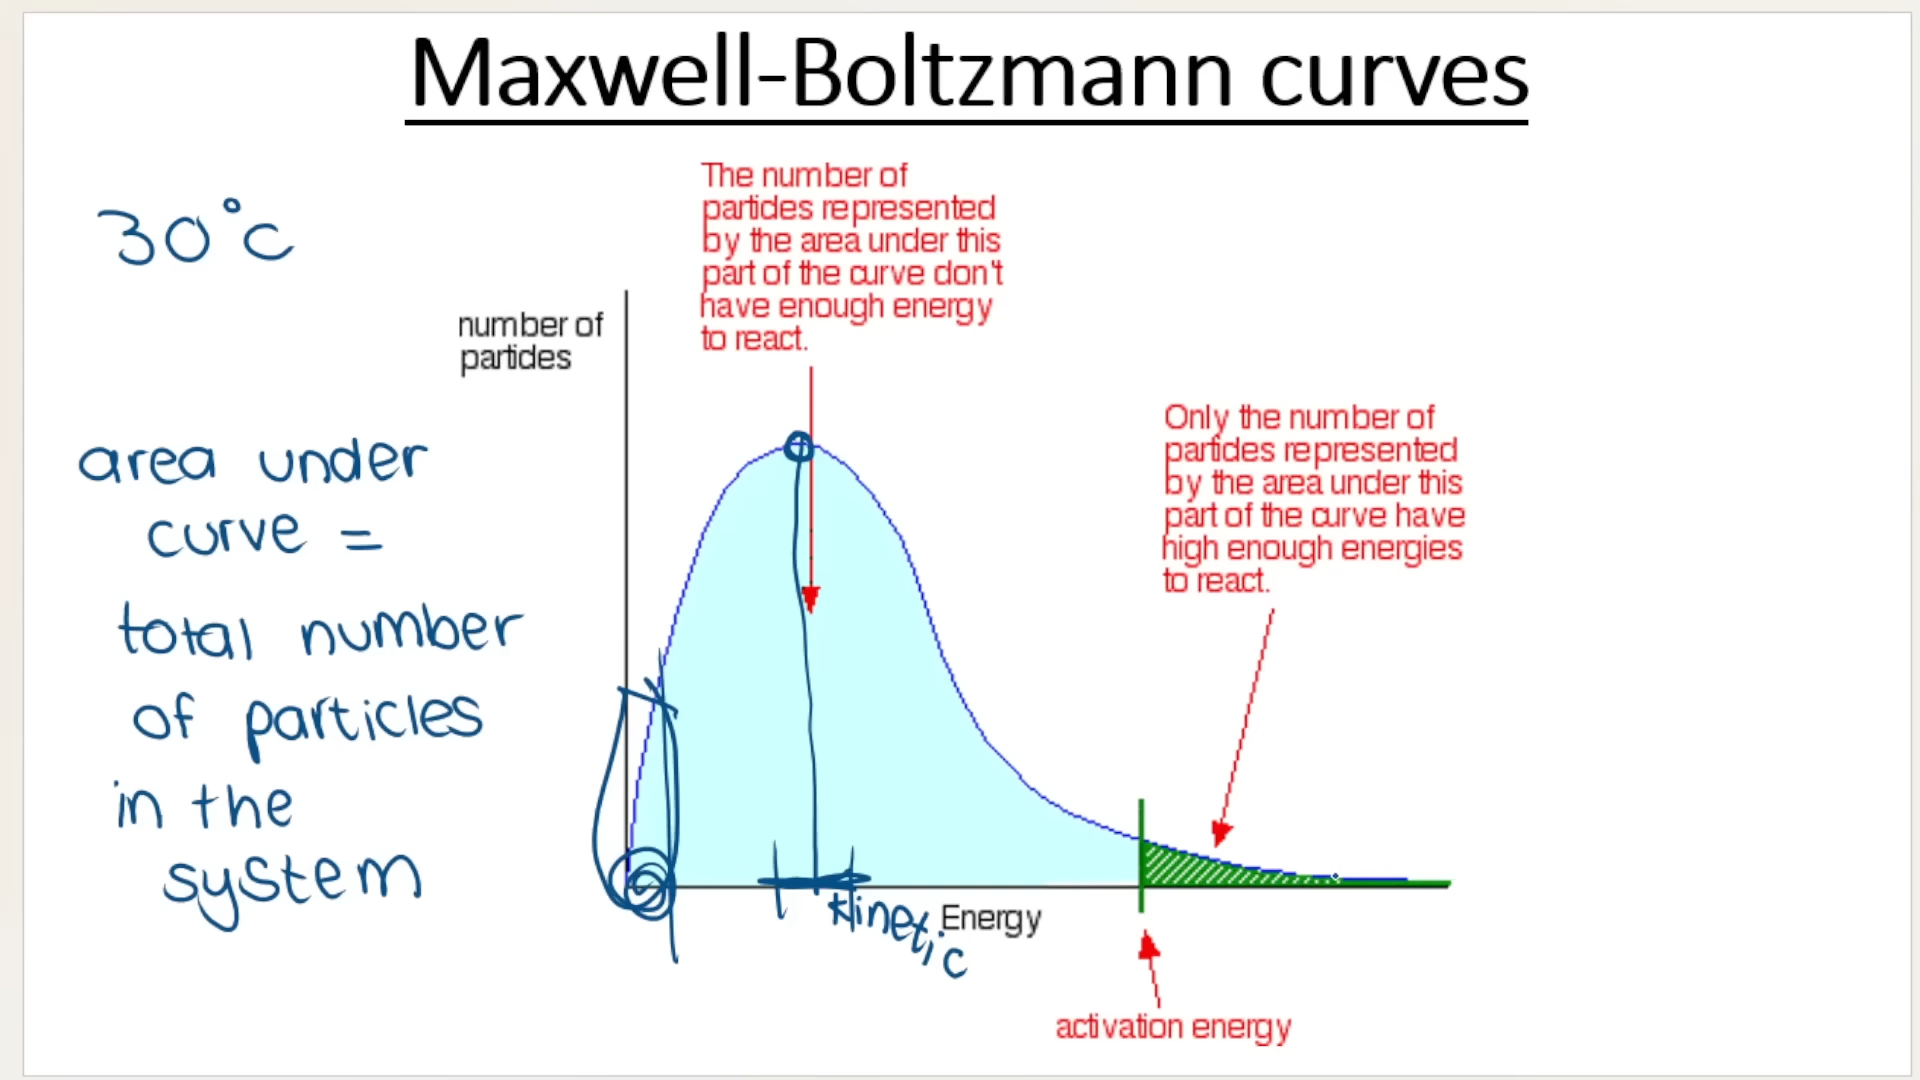 Maxwell-Boltzmann curves
30°C
The number of
particles represented
by the area under this
part of the curve don't
have enough energy
to react.
number of
particles
Only the number of
particles represented
by the area under this
part of the curve have
high enough energies
to react.
area under
curve =
total number
of particles
in the
system
kinetic
Energy
activation energy